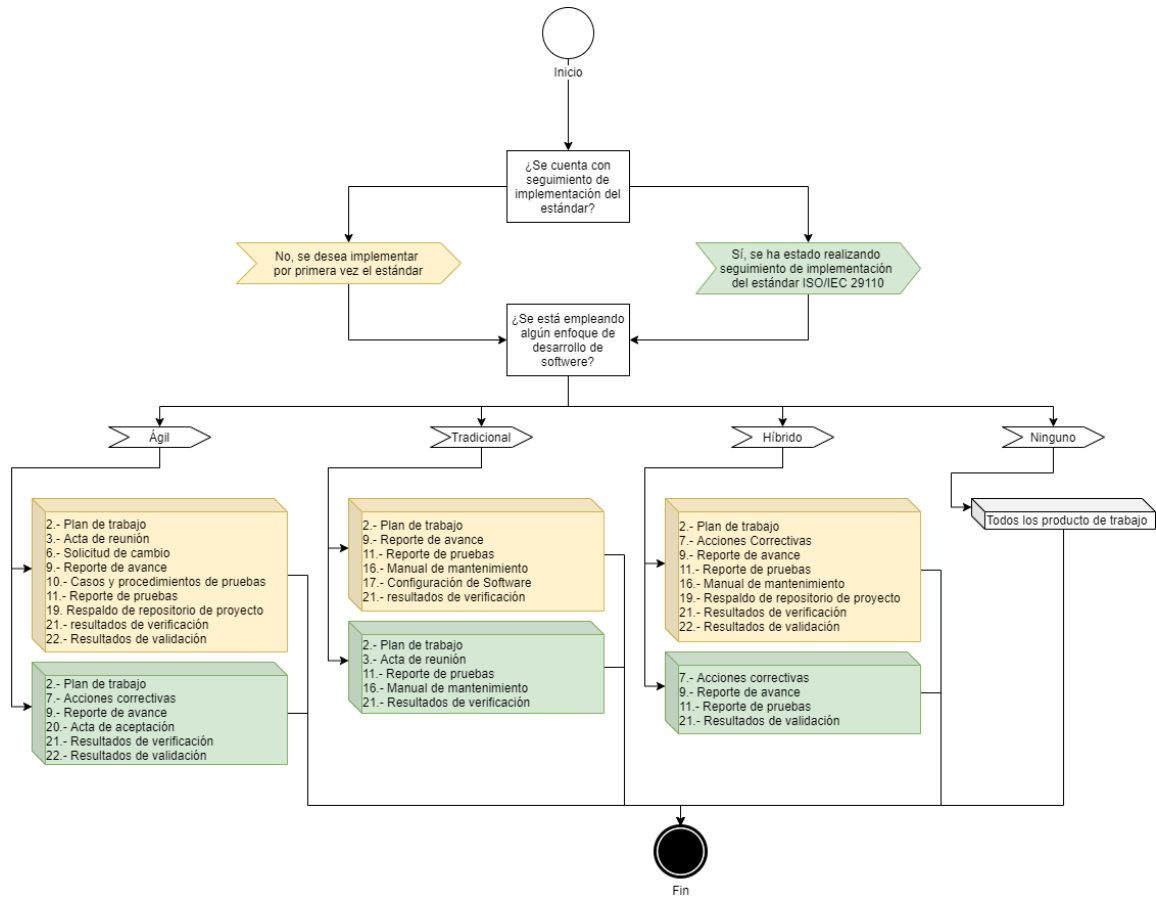 Inicio
¿Se cuenta con
seguimiento de
implementación del
estándar?
No, se desea implementar
por primera vez el estándar
Sí, se ha estado realizando
seguimiento de implementación
del estándar ISO/IEC 29110
¿Se está empleando
algún enfoque de
desarrollo de
softwere?
Ágil
Tradicional
Híbrido
Ninguno
2.- Plan de trabajo
3.- Acta de reunión
6.- Solicitud de cambio
9.- Reporte de avance
10.- Casos y procedimientos de pruebas
11.- Reporte de pruebas
19. Respaldo de repositorio de proyecto
21.- resultados de verificación
22.- Resultados de validación
2.- Plan de trabajo
9.- Reporte de avance
11.- Reporte de pruebas
16.- Manual de mantenimiento
17.- Configuración de Software
21.- resultados de verificación
2.- Plan de trabajo
7.- Acciones Correctivas
9.- Reporte de avance
11.- Reporte de pruebas
16.- Manual de mantenimiento
19.- Respaldo de repositorio de proyecto
21.- Resultados de verificación
22.- Resultados de validación
Todos los producto de trabajo
2.- Plan de trabajo
7.- Acciones correctivas
9.- Reporte de avance
20.- Acta de aceptación
21.- Resultados de verificación
22.- Resultados de validación
2.- Plan de trabajo
3.- Acta de reunión
11.- Reporte de pruebas
16.- Manual de mantenimiento
21.- Resultados de verificación
7.- Acciones correctivas
9.- Reporte de avance
11.- Reporte de pruebas
21.- Resultados de validación
Fin